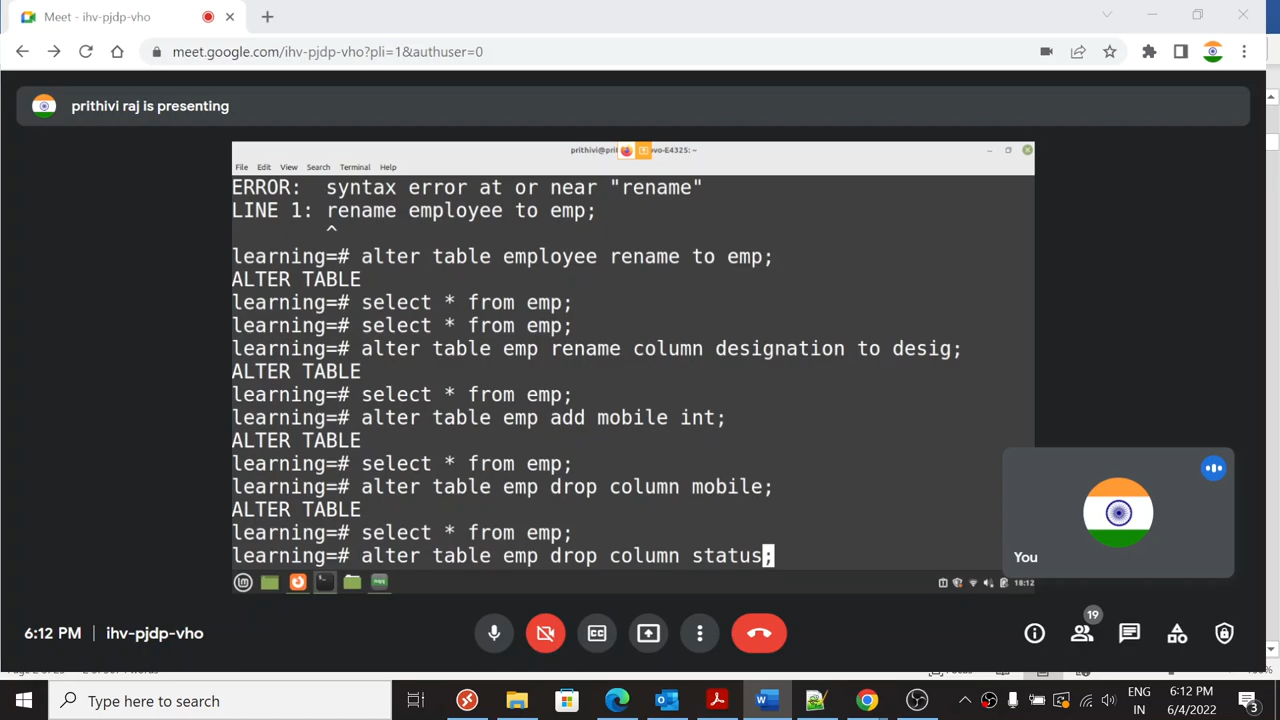 Meet - ihv-pjdp-vho
meet.google.com/ihv-pjdp-vho?pli=1&authuser=0
prithivi raj is presenting
File Edit View Search Terminal Help
ERROR:  syntax error at or near "rename"
LINE 1: rename employee to emp;
^
learning=# alter table employee rename to emp;
ALTER TABLE
learning=# select * from emp;
learning=# select * from emp;
learning=# alter table emp rename column designation to desig;
ALTER TABLE
learning=# select * from emp;
learning=# alter table emp add mobile int;
ALTER TABLE
learning=# select * from emp;
learning=# alter table emp drop column mobile;
ALTER TABLE
learning=# select * from emp;
learning=# alter table emp drop column status;
18:12
You
6:12 PM | ihv-pjdp-vho
19
Type here to search
ENG
IN
6:12 PM
6/4/2022
3